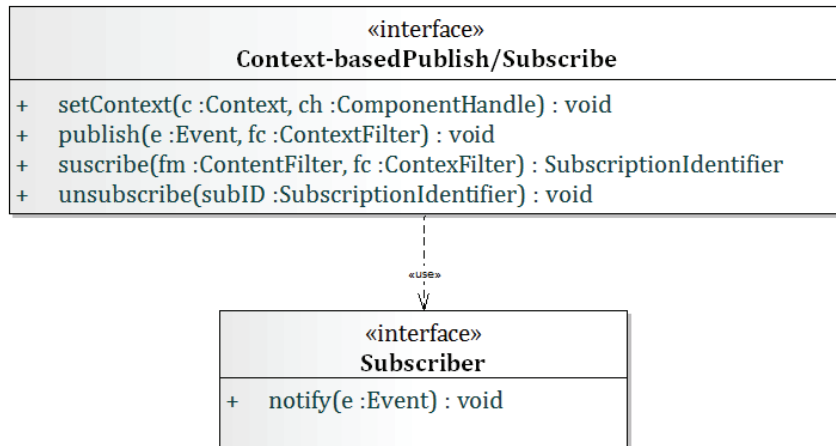 «interface»
Context-basedPublish/Subscribe
+ setContext(c :Context, ch :ComponentHandle) : void
+ publish(e :Event, fc :ContextFilter) : void
+ suscribe(fm :ContentFilter, fc :ContexFilter) : SubscriptionIdentifier
+ unsubscribe(subID :SubscriptionIdentifier) : void
«use»
«interface»
Subscriber
+ notify(e :Event) : void